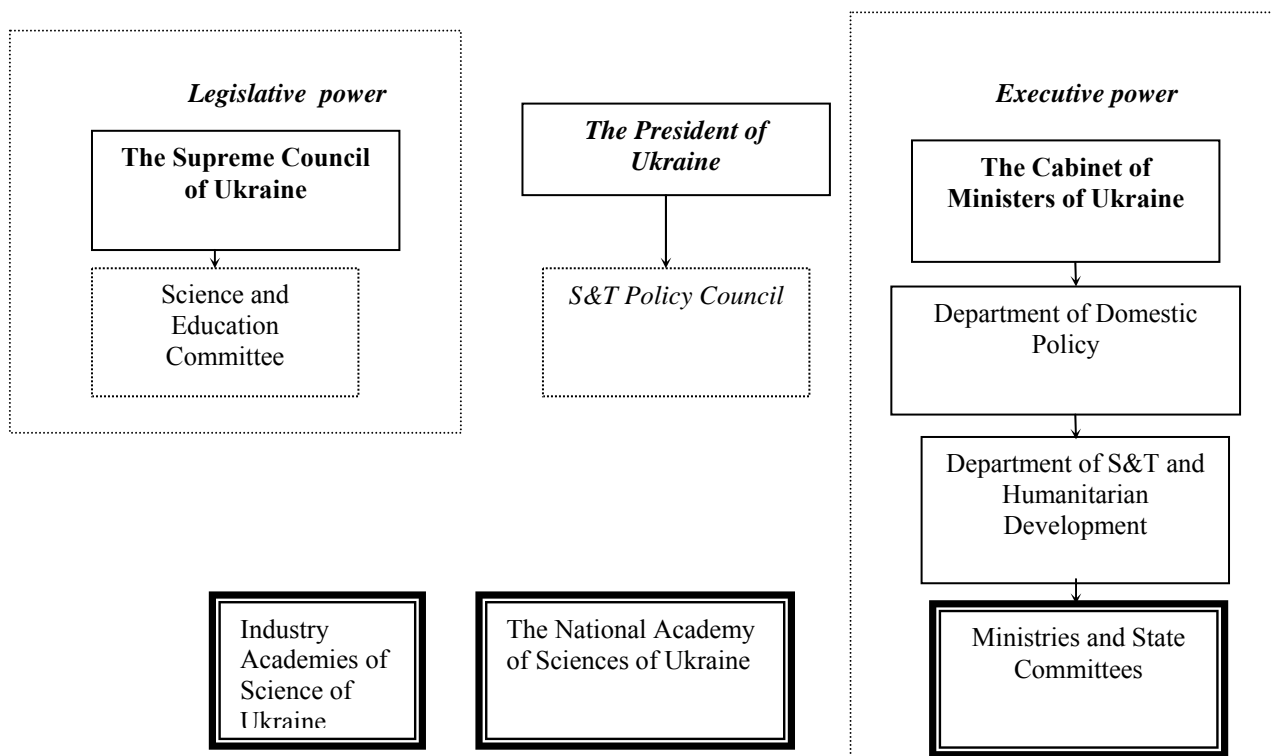 Legislative power
The Supreme Council
of Ukraine
Science and
Education
Committee
The President of
Ukraine
S&T Policy Council
Executive power
The Cabinet of
Ministers of Ukraine
Department of Domestic
Policy
Department of S&T and
Humanitarian
Development
Industry
Academies of
Science of
Ukraine
The National Academy
of Sciences of Ukraine
Ministries and State
Committees